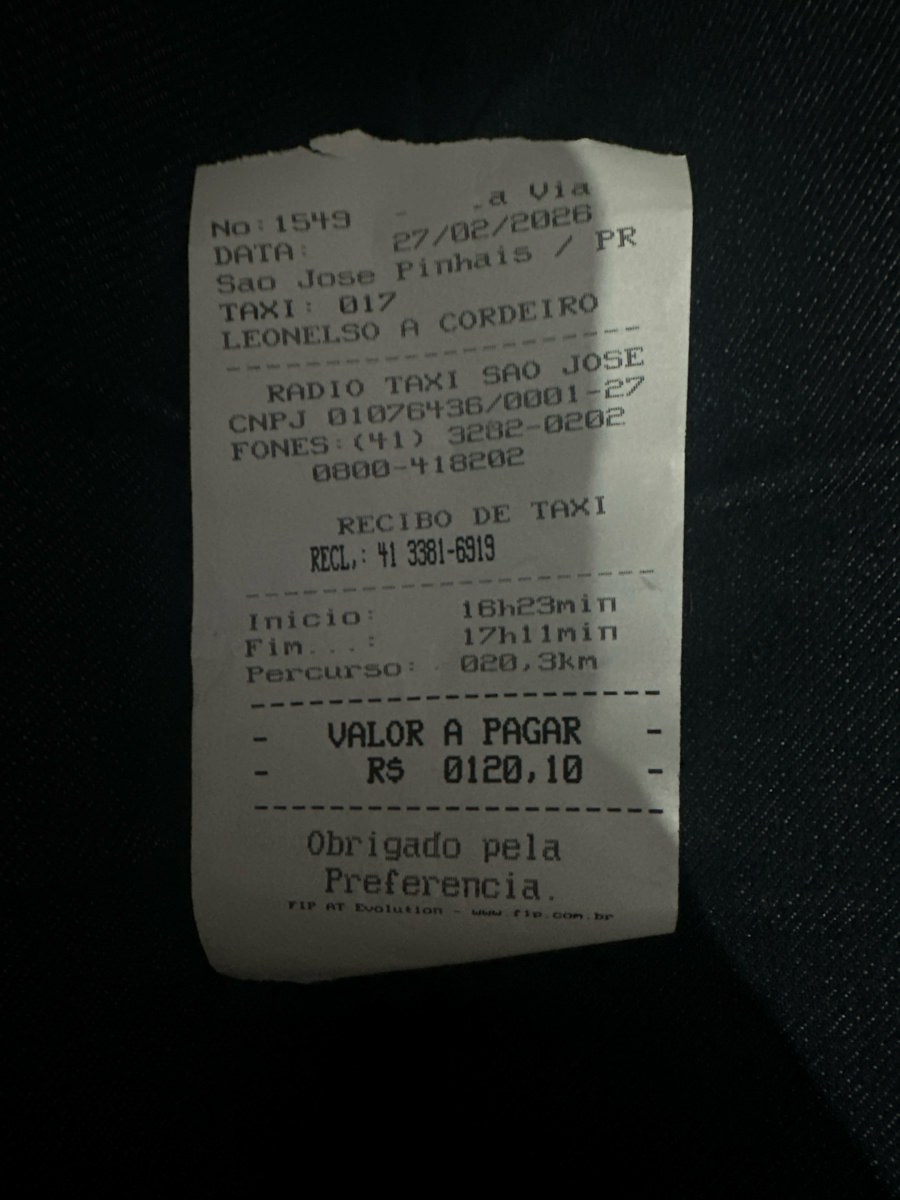 No:1549 a Via
DATA: 27/02/2026
Sao Jose Pinhais / PR
TAXI: 017
LEONELSO A CORDEIRO
RADIO TAXI SAO JOSE
CNPJ 01076436/0001-27
FONES:(41) 3282-0202
0800-418202
RECIBO DE TAXI
RECL,: 41 3381-6919
Inicio: 16h23min
Fim...: 17h11min
Percurso: 020,3km
- VALOR A PAGAR -
- R$ 0120,10 -
Obrigado pela
Preferencia.
FIP AT Evolution - www.fip.com.br